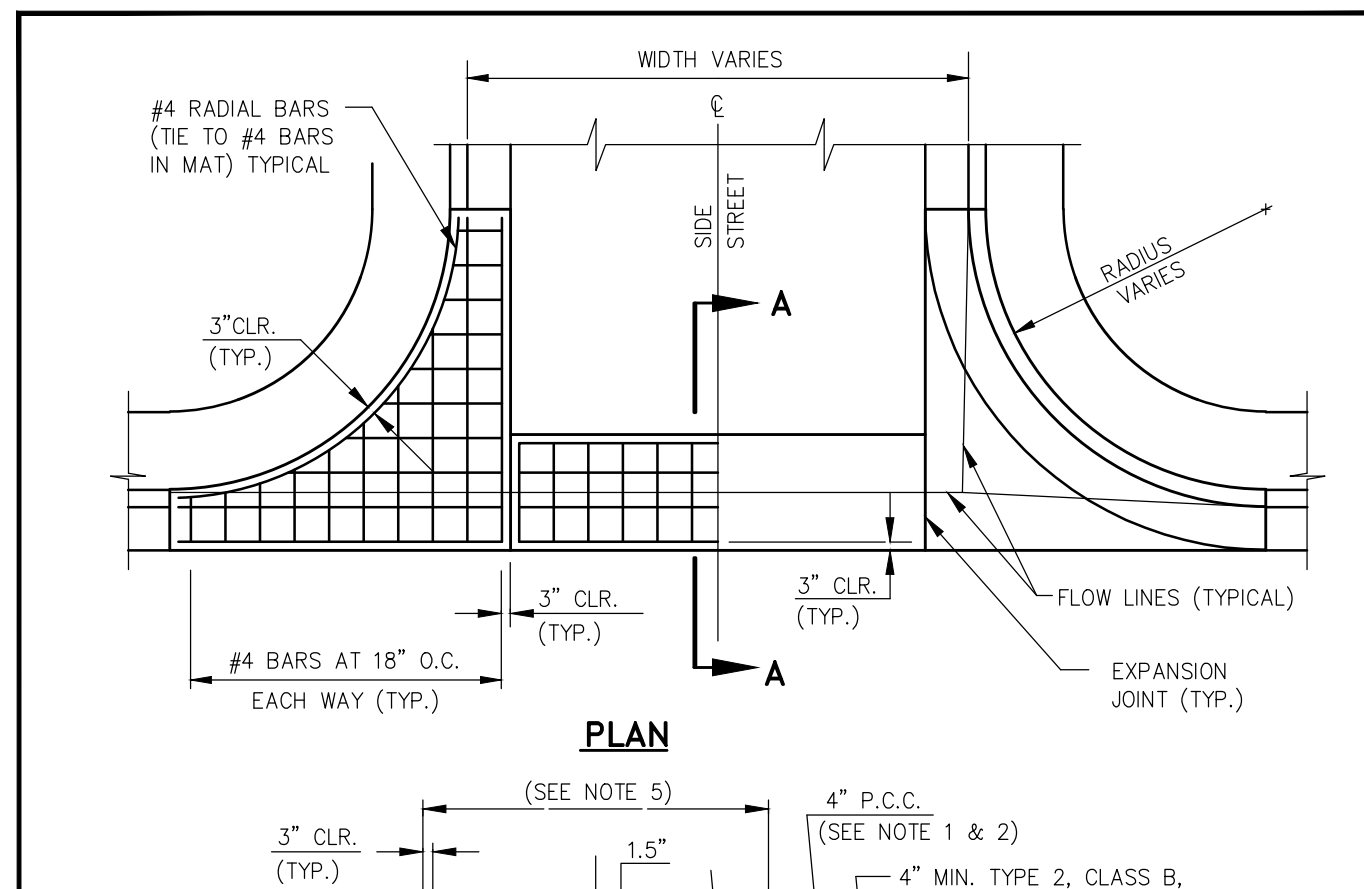 WIDTH VARIES
#4 RADIAL BARS
(TIE TO #4 BARS
IN MAT) TYPICAL
℄
SIDE
STREET
RADIUS
VARIES
A
3"CLR.
(TYP.)
3" CLR.
(TYP.)
3" CLR.
(TYP.)
FLOW LINES (TYPICAL)
#4 BARS AT 18" O.C.
EACH WAY (TYP.)
A
EXPANSION
JOINT (TYP.)
PLAN
(SEE NOTE 5)
4" P.C.C.
(SEE NOTE 1 & 2)
3" CLR.
(TYP.)
1.5"
4" MIN. TYPE 2, CLASS B,